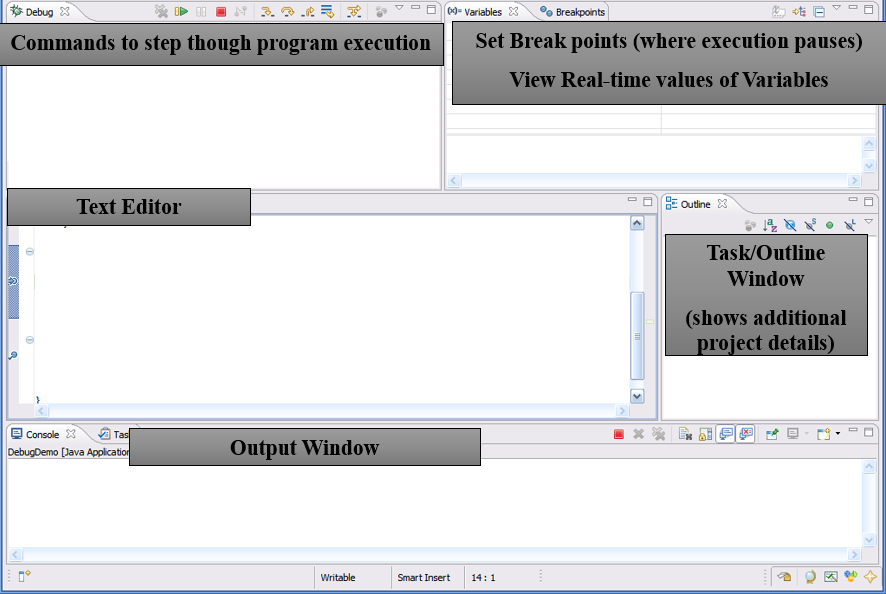 Debug
Variables
Breakpoints
Commands to step though program execution
Set Break points (where execution pauses)
View Real-time values of Variables
Text Editor
Outline
Task/Outline
Window
(shows additional
project details)
}
Console
Tas
Output Window
DebugDemo [Java Application
Writable
Smart Insert
14 : 1